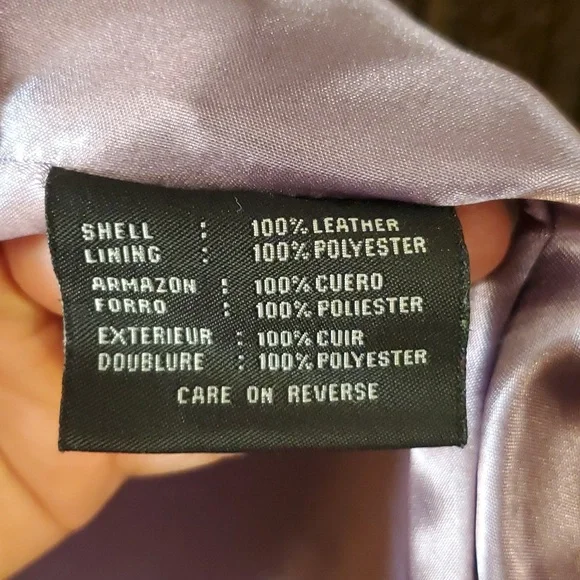 SHELL : 100% LEATHER
LINING : 100% POLYESTER
ARMAZON : 100% CUERO
FORRO : 100% POLIESTER
EXTERIEUR : 100% CUIR
DOUBLURE : 100% POLYESTER
CARE ON REVERSE